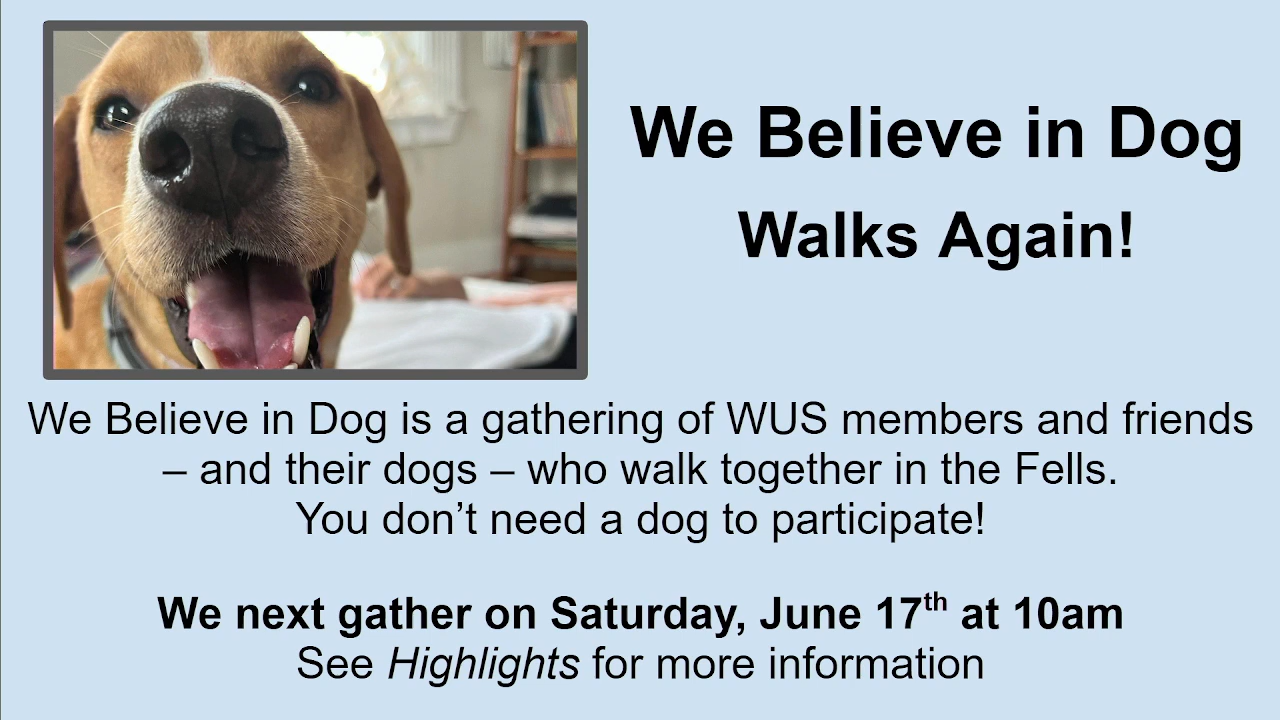 We Believe in Dog
Walks Again!
We Believe in Dog is a gathering of WUS members and friends
– and their dogs – who walk together in the Fells.
You don’t need a dog to participate!
We next gather on Saturday, June 17th at 10am
See Highlights for more information